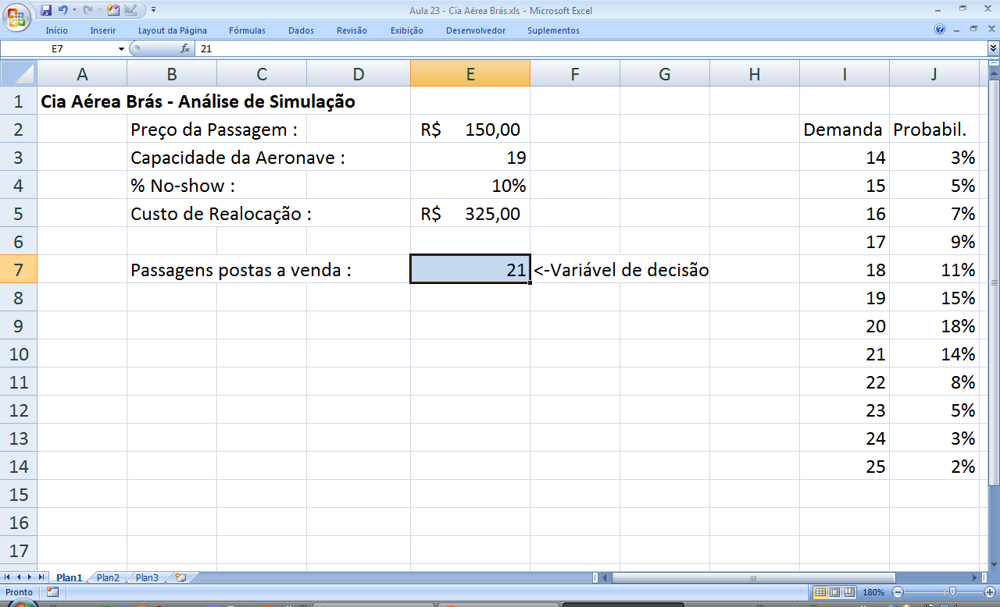 Aula 23 - Cia Aérea Brás.xls - Microsoft Excel
Início Inserir Layout da Página Fórmulas Dados Revisão Exibição Desenvolvedor Suplementos
E7 fx 21
A B C D E F G H I J
1 Cia Aérea Brás - Análise de Simulação
2 Preço da Passagem : R$ 150,00 Demanda Probabil.
3 Capacidade da Aeronave : 19 14 3%
4 % No-show : 10% 15 5%
5 Custo de Realocação : R$ 325,00 16 7%
6 17 9%
7 Passagens postas a venda : 21 <-Variável de decisão 18 11%
8 19 15%
9 20 18%
10 21 14%
11 22 8%
12 23 5%
13 24 3%
14 25 2%
15
16
17
Plan1 Plan2 Plan3
Pronto 180%